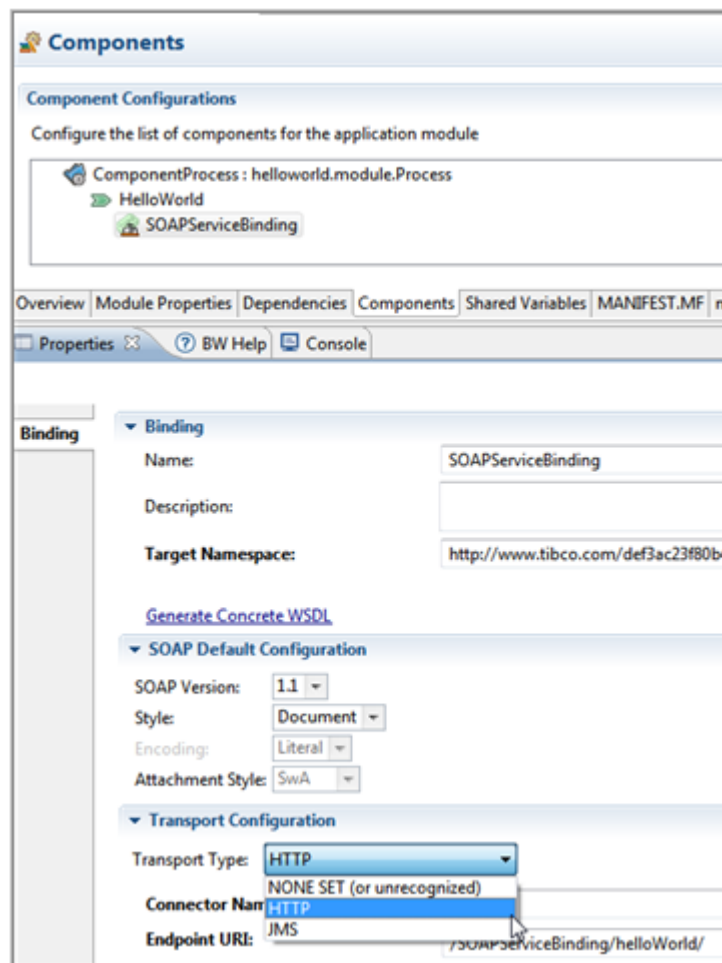 Components
Component Configurations
Configure the list of components for the application module
ComponentProcess : helloworld.module.Process
HelloWorld
SOAPServiceBinding
Overview Module Properties Dependencies Components Shared Variables MANIFEST.MF
Properties BW Help Console
Binding
Binding
Name: SOAPServiceBinding
Description:
Target Namespace: http://www.tibco.com/def3ac23f80b
Generate Concrete WSDL
SOAP Default Configuration
SOAP Version: 1.1
Style: Document
Encoding: Literal
Attachment Style: SwA
Transport Configuration
Transport Type: HTTP
NONE SET (or unrecognized)
Connector Nam HTTP
JMS
Endpoint URI: /SOAPServiceBinding/helloWorld/